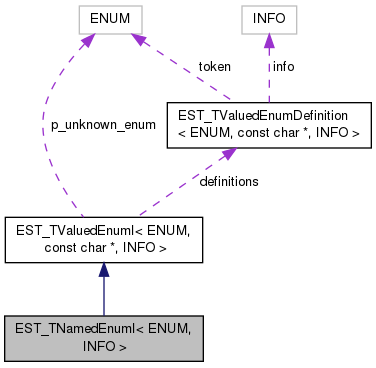 ENUM
INFO
token
info
EST_TValuedEnumDefinition
< ENUM, const char *, INFO >
p_unknown_enum
definitions
EST_TValuedEnumI< ENUM,
const char *, INFO >
EST_TNamedEnumI< ENUM,
INFO >